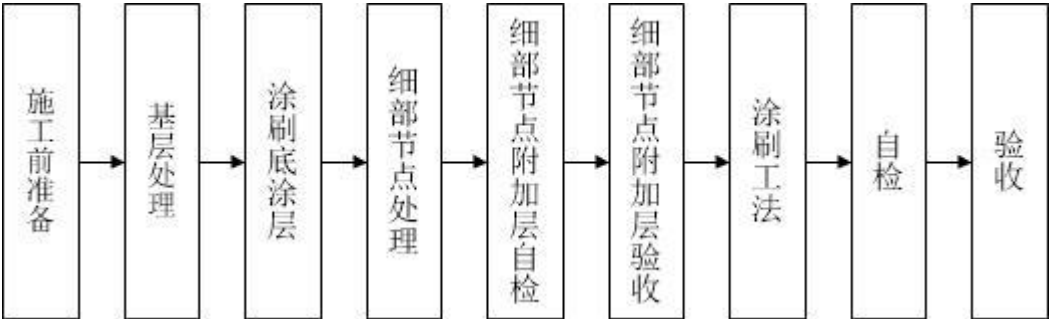 施工前准备
基层处理
涂刷底涂层
细部节点处理
细部节点附加层自检
细部节点附加层验收
涂刷工法
自检
验收